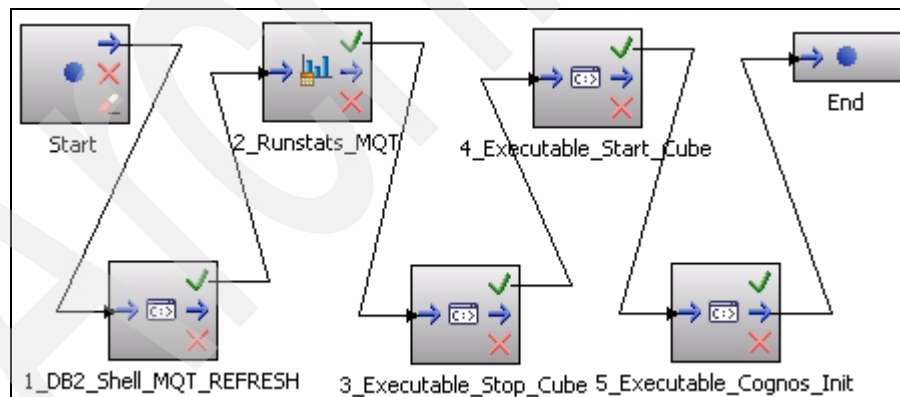 Start
2_Runstats_MQT
4_Executable_Start_Cube
End
C:>
C:>
C:>
C:>
1_DB2_Shell_MQT_REFRESH
3_Executable_Stop_Cube
5_Executable_Cognos_Init